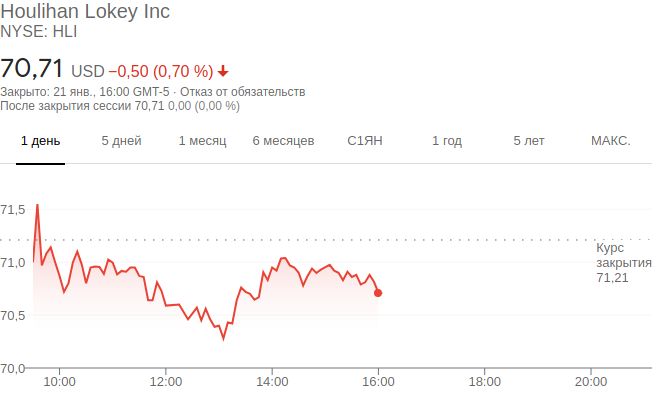 Houlihan Lokey Inc
NYSE: HLI
70,71 USD −0,50 (0,70 %)
Закрыто: 21 янв., 16:00 GMT-5 · Отказ от обязательств
После закрытия сессии 70,71 0,00 (0,00 %)
1 день 5 дней 1 месяц 6 месяцев С1ЯН 1 год 5 лет МАКС.
71,5
71,0
70,5
70,0
Курс
закрытия
71,21
10:00 12:00 14:00 16:00 18:00 20:00